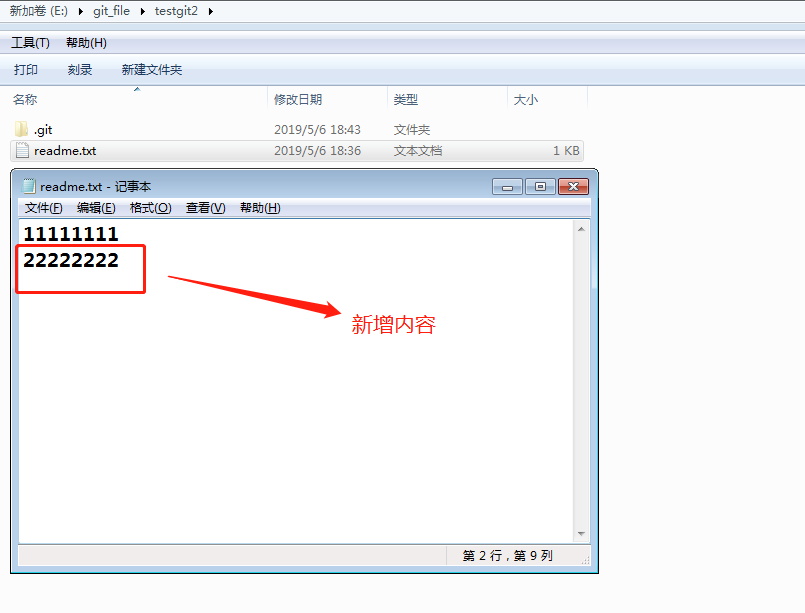 新加卷 (E:) git_file testgit2
工具(T) 帮助(H)
打印 刻录 新建文件夹
名称 修改日期 类型 大小
.git 2019/5/6 18:43 文件夹
readme.txt 2019/5/6 18:36 文本文档 1 KB
readme.txt - 记事本
文件(F) 编辑(E) 格式(O) 查看(V) 帮助(H)
11111111
22222222
新增内容
第 2 行，第 9 列